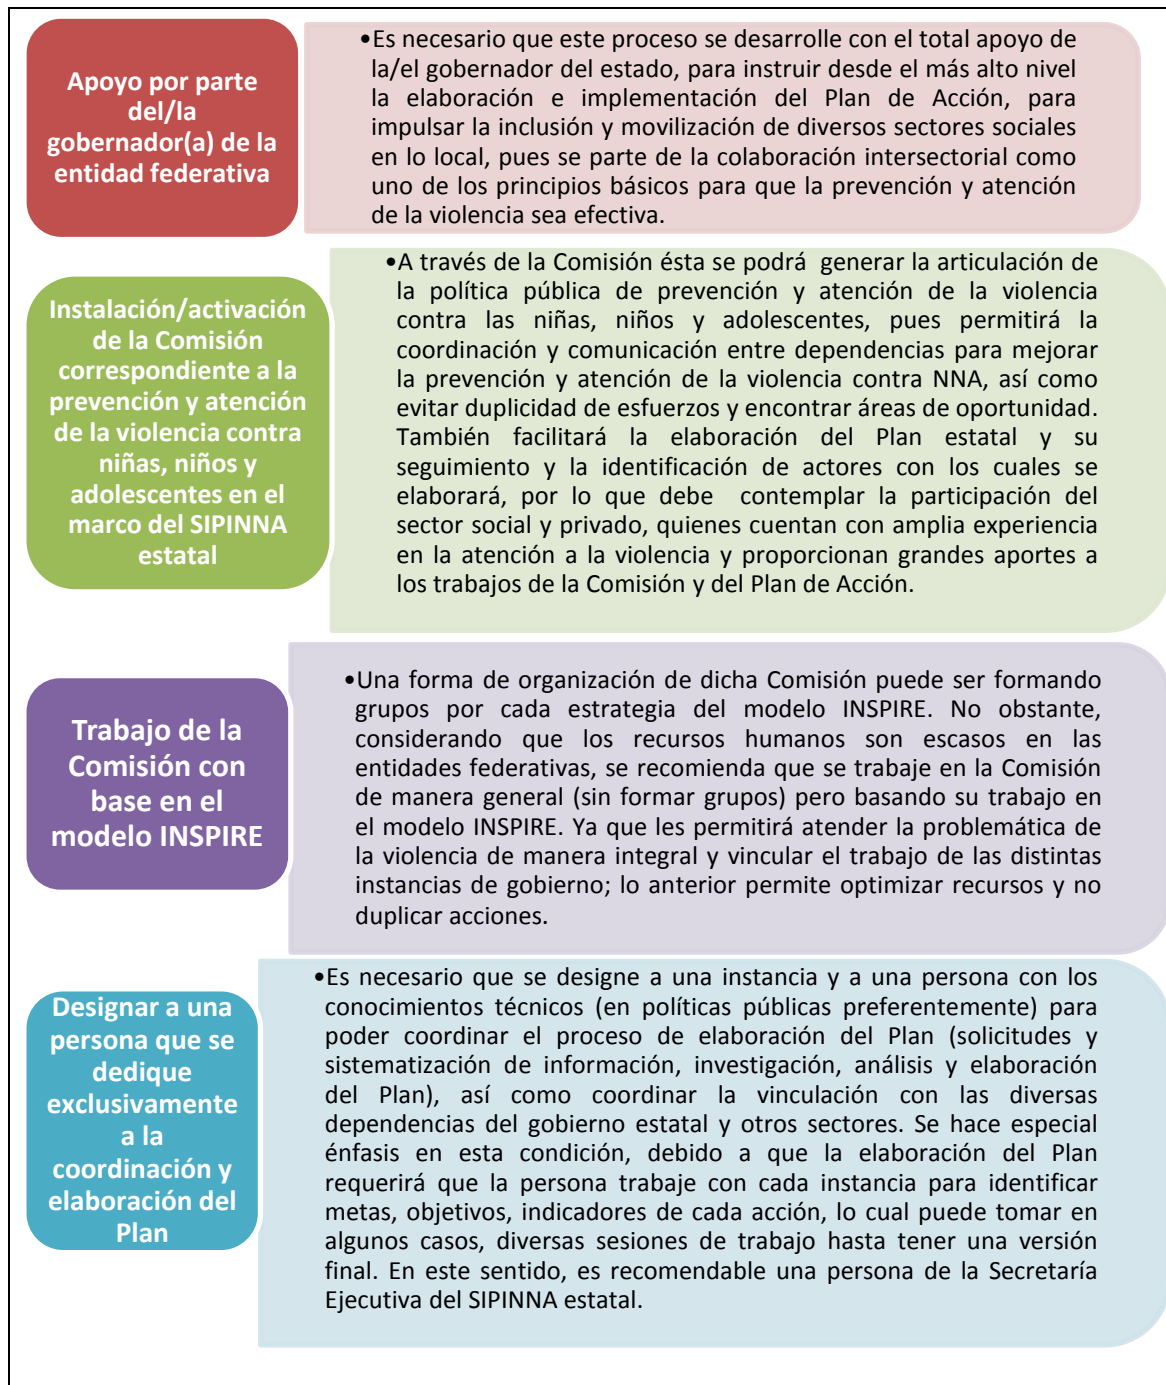 Apoyo por parte
del/la
gobernador(a) de la
entidad federativa
•Es necesario que este proceso se desarrolle con el total apoyo de
la/el gobernador del estado, para instruir desde el más alto nivel
la elaboración e implementación del Plan de Acción, para
impulsar la inclusión y movilización de diversos sectores sociales
en lo local, pues se parte de la colaboración intersectorial como
uno de los principios básicos para que la prevención y atención
de la violencia sea efectiva.
Instalación/activación
de la Comisión
correspondiente a la
prevención y atención
de la violencia contra
niñas, niños y
adolescentes en el
marco del SIPINNA
estatal
•A través de la Comisión ésta se podrá generar la articulación de
la política pública de prevención y atención de la violencia
contra las niñas, niños y adolescentes, pues permitirá la
coordinación y comunicación entre dependencias para mejorar
la prevención y atención de la violencia contra NNA, así como
evitar duplicidad de esfuerzos y encontrar áreas de oportunidad.
También facilitará la elaboración del Plan estatal y su
seguimiento y la identificación de actores con los cuales se
elaborará, por lo que debe contemplar la participación del
sector social y privado, quienes cuentan con amplia experiencia
en la atención a la violencia y proporcionan grandes aportes a
los trabajos de la Comisión y del Plan de Acción.
Trabajo de la
Comisión con
base en el
modelo INSPIRE
•Una forma de organización de dicha Comisión puede ser formando
grupos por cada estrategia del modelo INSPIRE. No obstante,
considerando que los recursos humanos son escasos en las
entidades federativas, se recomienda que se trabaje en la Comisión
de manera general (sin formar grupos) pero basando su trabajo en
el modelo INSPIRE. Ya que les permitirá atender la problemática de
la violencia de manera integral y vincular el trabajo de las distintas
instancias de gobierno; lo anterior permite optimizar recursos y no
duplicar acciones.
Designar a una
persona que se
dedique
exclusivamente
a la
coordinación y
elaboración del
Plan
•Es necesario que se designe a una instancia y a una persona con los
conocimientos técnicos (en políticas públicas preferentemente) para
poder coordinar el proceso de elaboración del Plan (solicitudes y
sistematización de información, investigación, análisis y elaboración
del Plan), así como coordinar la vinculación con las diversas
dependencias del gobierno estatal y otros sectores. Se hace especial
énfasis en esta condición, debido a que la elaboración del Plan
requerirá que la persona trabaje con cada instancia para identificar
metas, objetivos, indicadores de cada acción, lo cual puede tomar en
algunos casos, diversas sesiones de trabajo hasta tener una versión
final. En este sentido, es recomendable una persona de la Secretaría
Ejecutiva del SIPINNA estatal.